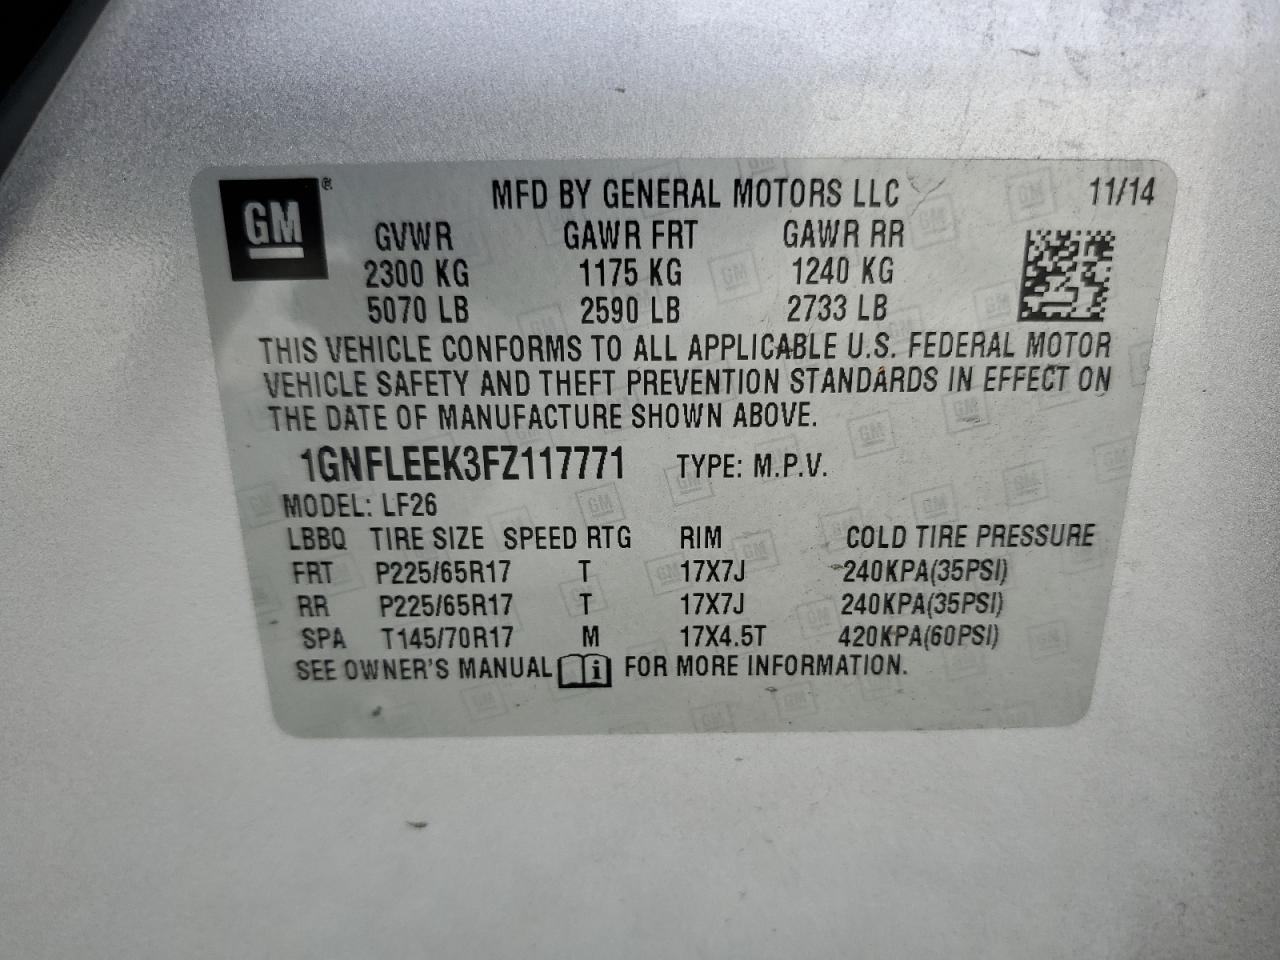 GM® MFD BY GENERAL MOTORS LLC 11/14
GVWR GAWR FRT GAWR RR
2300 KG 1175 KG 1240 KG
5070 LB 2590 LB 2733 LB
THIS VEHICLE CONFORMS TO ALL APPLICABLE U.S. FEDERAL MOTOR
VEHICLE SAFETY AND THEFT PREVENTION STANDARDS IN EFFECT ON
THE DATE OF MANUFACTURE SHOWN ABOVE.
1GNFLEEK3FZ117771 TYPE: M.P.V.
MODEL: LF26
LBBQ TIRE SIZE SPEED RTG RIM COLD TIRE PRESSURE
FRT P225/65R17 T 17X7J 240KPA(35PSI)
RR P225/65R17 T 17X7J 240KPA(35PSI)
SPA T145/70R17 M 17X4.5T 420KPA(60PSI)
SEE OWNER'S MANUAL i FOR MORE INFORMATION.